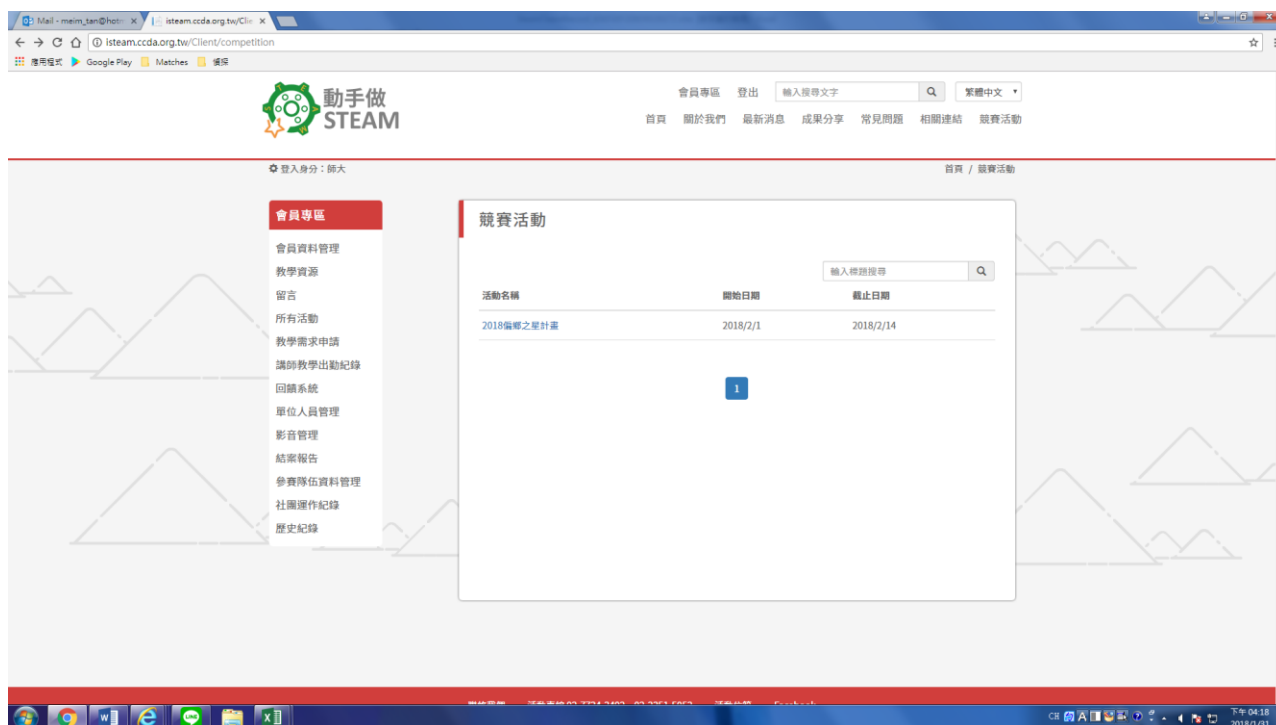 Mail - meim_tan@hotm
isteam.ccda.org.tw/Clie
isteam.ccda.org.tw/Client/competition
應用程式 Google Play Matches
動手做
STEAM
會員專區 登出 輸入搜尋文字 繁體中文
首頁 關於我們 最新消息 成果分享 常見問題 相關連結 競賽活動
登入身分：師大 首頁 / 競賽活動
會員專區
會員資料管理
教學資源
留言
所有活動
教學需求申請
講師教學出勤紀錄
回饋系統
單位人員管理
影音管理
結案報告
參賽隊伍資料管理
社團運作紀錄
歷史紀錄
競賽活動
輸入標題搜尋
活動名稱 開始日期 截止日期
2018偏鄉之星計畫 2018/2/1 2018/2/14
1
Facebook
CH
下午 04:18
2018/1/31